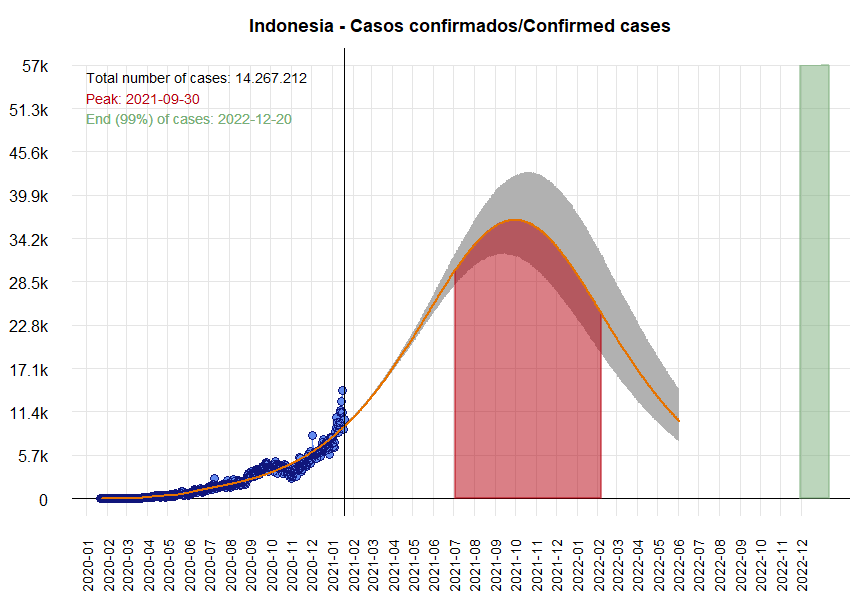 Indonesia - Casos confirmados/Confirmed cases
57k
Total number of cases: 14.267.212
Peak: 2021-09-30
End (99%) of cases: 2022-12-20
51.3k
45.6k
39.9k
34.2k
28.5k
22.8k
17.1k
11.4k
5.7k
0
2020-01
2020-02
2020-03
2020-04
2020-05
2020-06
2020-07
2020-08
2020-09
2020-10
2020-11
2020-12
2021-01
2021-02
2021-03
2021-04
2021-05
2021-06
2021-07
2021-08
2021-09
2021-10
2021-11
2021-12
2022-01
2022-02
2022-03
2022-04
2022-05
2022-06
2022-07
2022-08
2022-09
2022-10
2022-11
2022-12